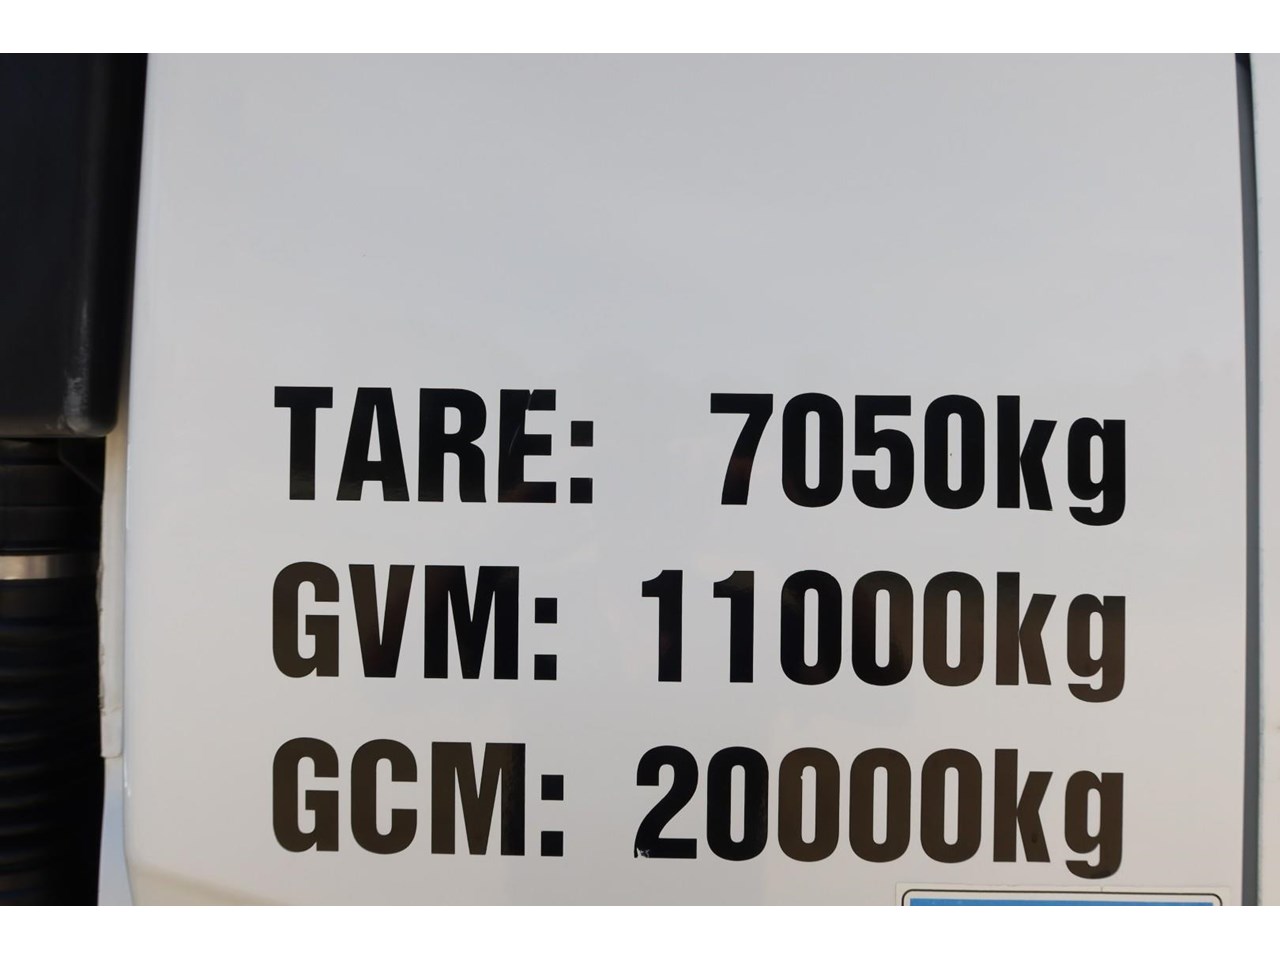 TARE: 7050kg
GVM: 11000kg
GCM: 20000kg